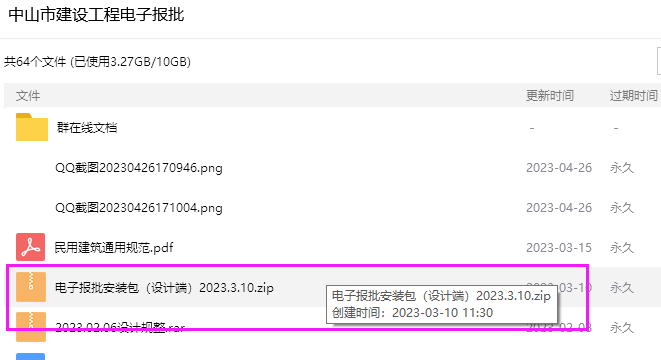 中山市建设工程电子报批
共64个文件 (已使用3.27GB/10GB)
文件 更新时间 过期时间
群在线文档 - -
QQ截图20230426170946.png 2023-04-26 永久
QQ截图20230426171004.png 2023-04-26 永久
民用建筑通用规范.pdf 2023-03-15 永久
电子报批安装包（设计端）2023.3.10.zip 2023-03-10 永久
电子报批安装包（设计端）2023.3.10.zip
创建时间：2023-03-10 11:30
2023.02.06设计规整.rar 2023-02-08 永久